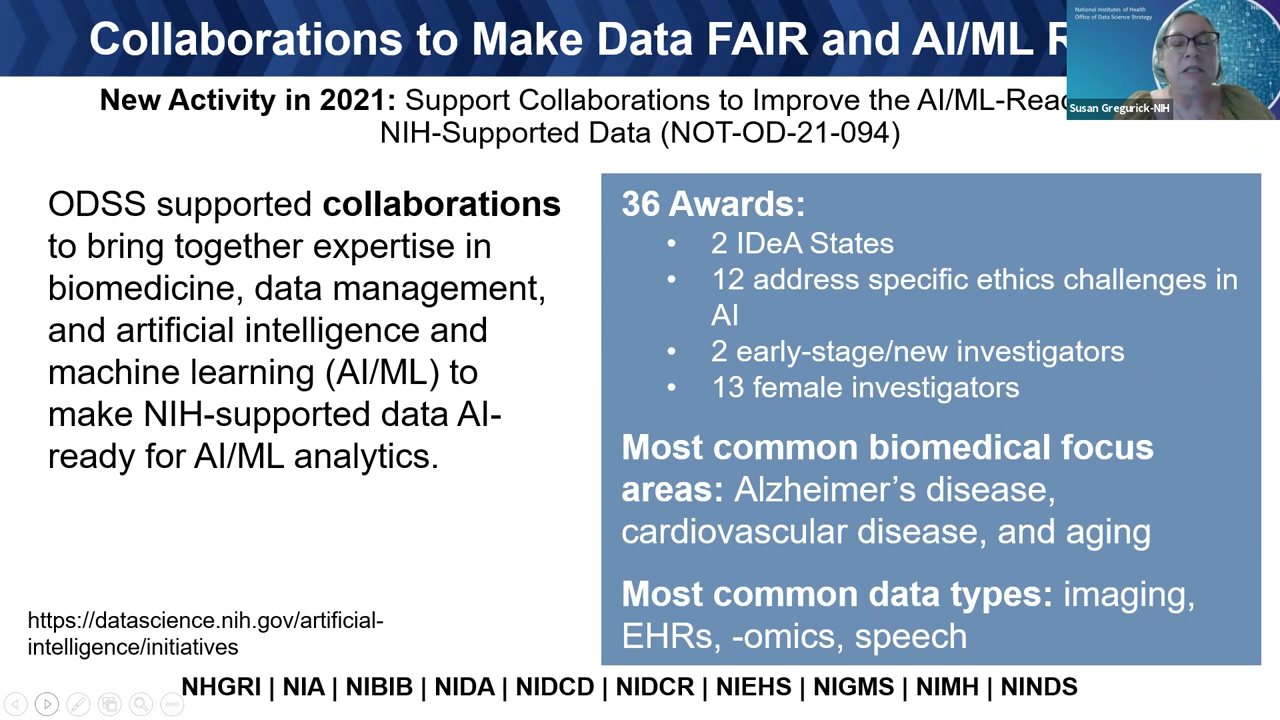 Collaborations to Make Data FAIR and AI/ML
National Institutes of Health
Office of Data Science Strategy
Susan Gregurick-NIH
New Activity in 2021: Support Collaborations to Improve the
NIH-Supported Data (NOT-OD-21-094)
ODSS supported collaborations
to bring together expertise in
biomedicine, data management,
and artificial intelligence and
machine learning (AI/ML) to
make NIH-supported data AI-
ready for AI/ML analytics.
https://datascience.nih.gov/artificial-
intelligence/initiatives
36 Awards:
• 2 IDeA States
• 12 address specific ethics challenges in
AI
• 2 early-stage/new investigators
• 13 female investigators
Most common biomedical focus
areas: Alzheimer’s disease,
cardiovascular disease, and aging
Most common data types: imaging,
EHRs, -omics, speech
NHGRI | NIA | NIBIB | NIDA | NIDCD | NIDCR | NIEHS | NIGMS | NIMH | NINDS